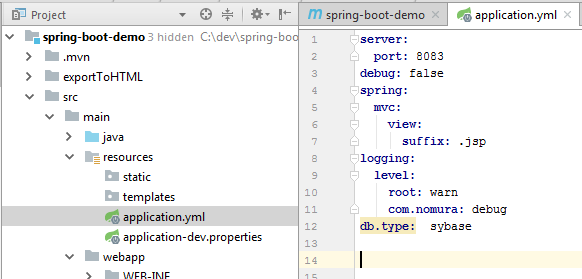 Project
spring-boot-demo 3 hidden C:\dev\spring-boo
.mvn
exportToHTML
src
main
java
resources
static
templates
application.yml
application-dev.properties
webapp
WEB-INF
spring-boot-demo
application.yml
1 server:
2 port: 8083
3 debug: false
4 spring:
5 mvc:
6 view:
7 suffix: .jsp
8 logging:
9 level:
10 root: warn
11 com.nomura: debug
12 db.type: sybase
13
14